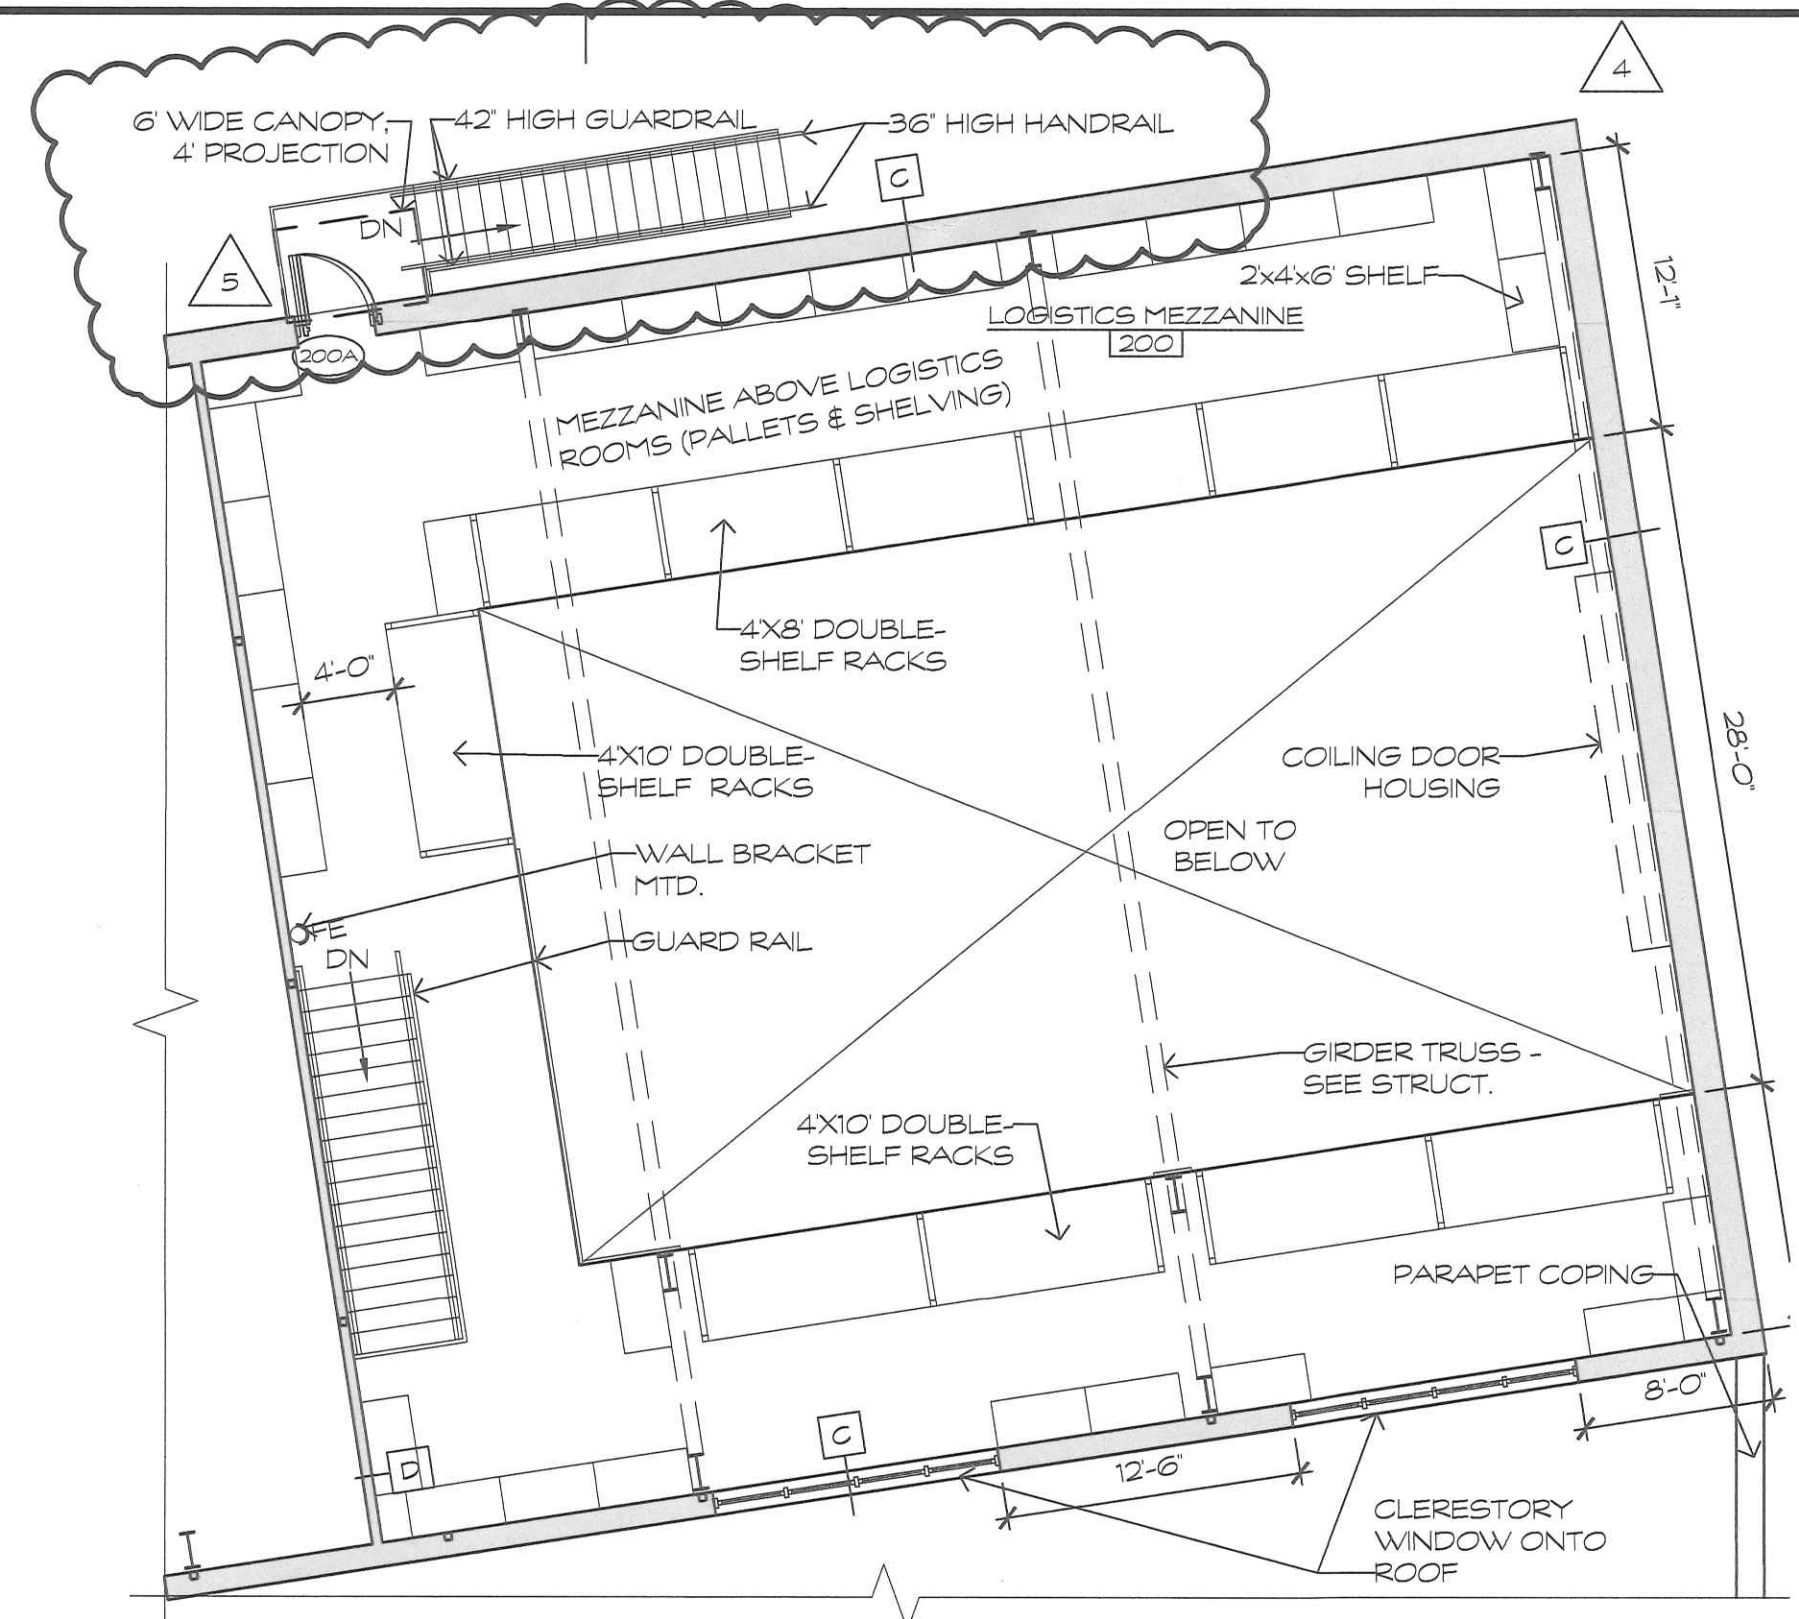 4
6' WIDE CANOPY,
4' PROJECTION
42" HIGH GUARDRAIL
36" HIGH HANDRAIL
C
DN
5
200A
2'x4'x6' SHELF
12'-1"
LOGISTICS MEZZANINE
200
MEZZANINE ABOVE LOGISTICS
ROOMS (PALLETS & SHELVING)
C
4'X8' DOUBLE-
SHELF RACKS
4'-0"
4'X10' DOUBLE-
SHELF RACKS
COILING DOOR
HOUSING
28'-0"
OPEN TO
BELOW
WALL BRACKET
MTD.
FE
DN
GUARD RAIL
GIRDER TRUSS -
SEE STRUCT.
4'X10' DOUBLE-
SHELF RACKS
PARAPET COPING
8'-0"
C
D
12'-6"
CLERESTORY
WINDOW ONTO
ROOF